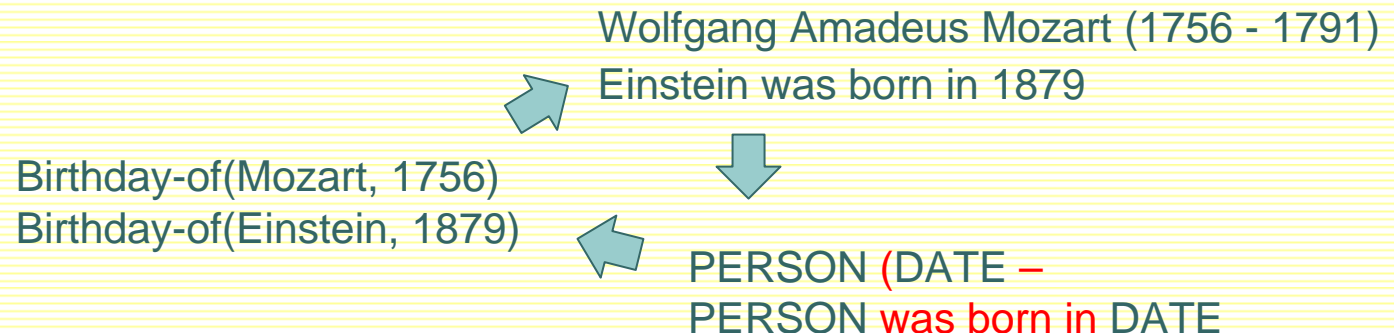 Wolfgang Amadeus Mozart (1756 - 1791)
Einstein was born in 1879
Birthday-of(Mozart, 1756)
Birthday-of(Einstein, 1879)
PERSON (DATE –
PERSON was born in DATE